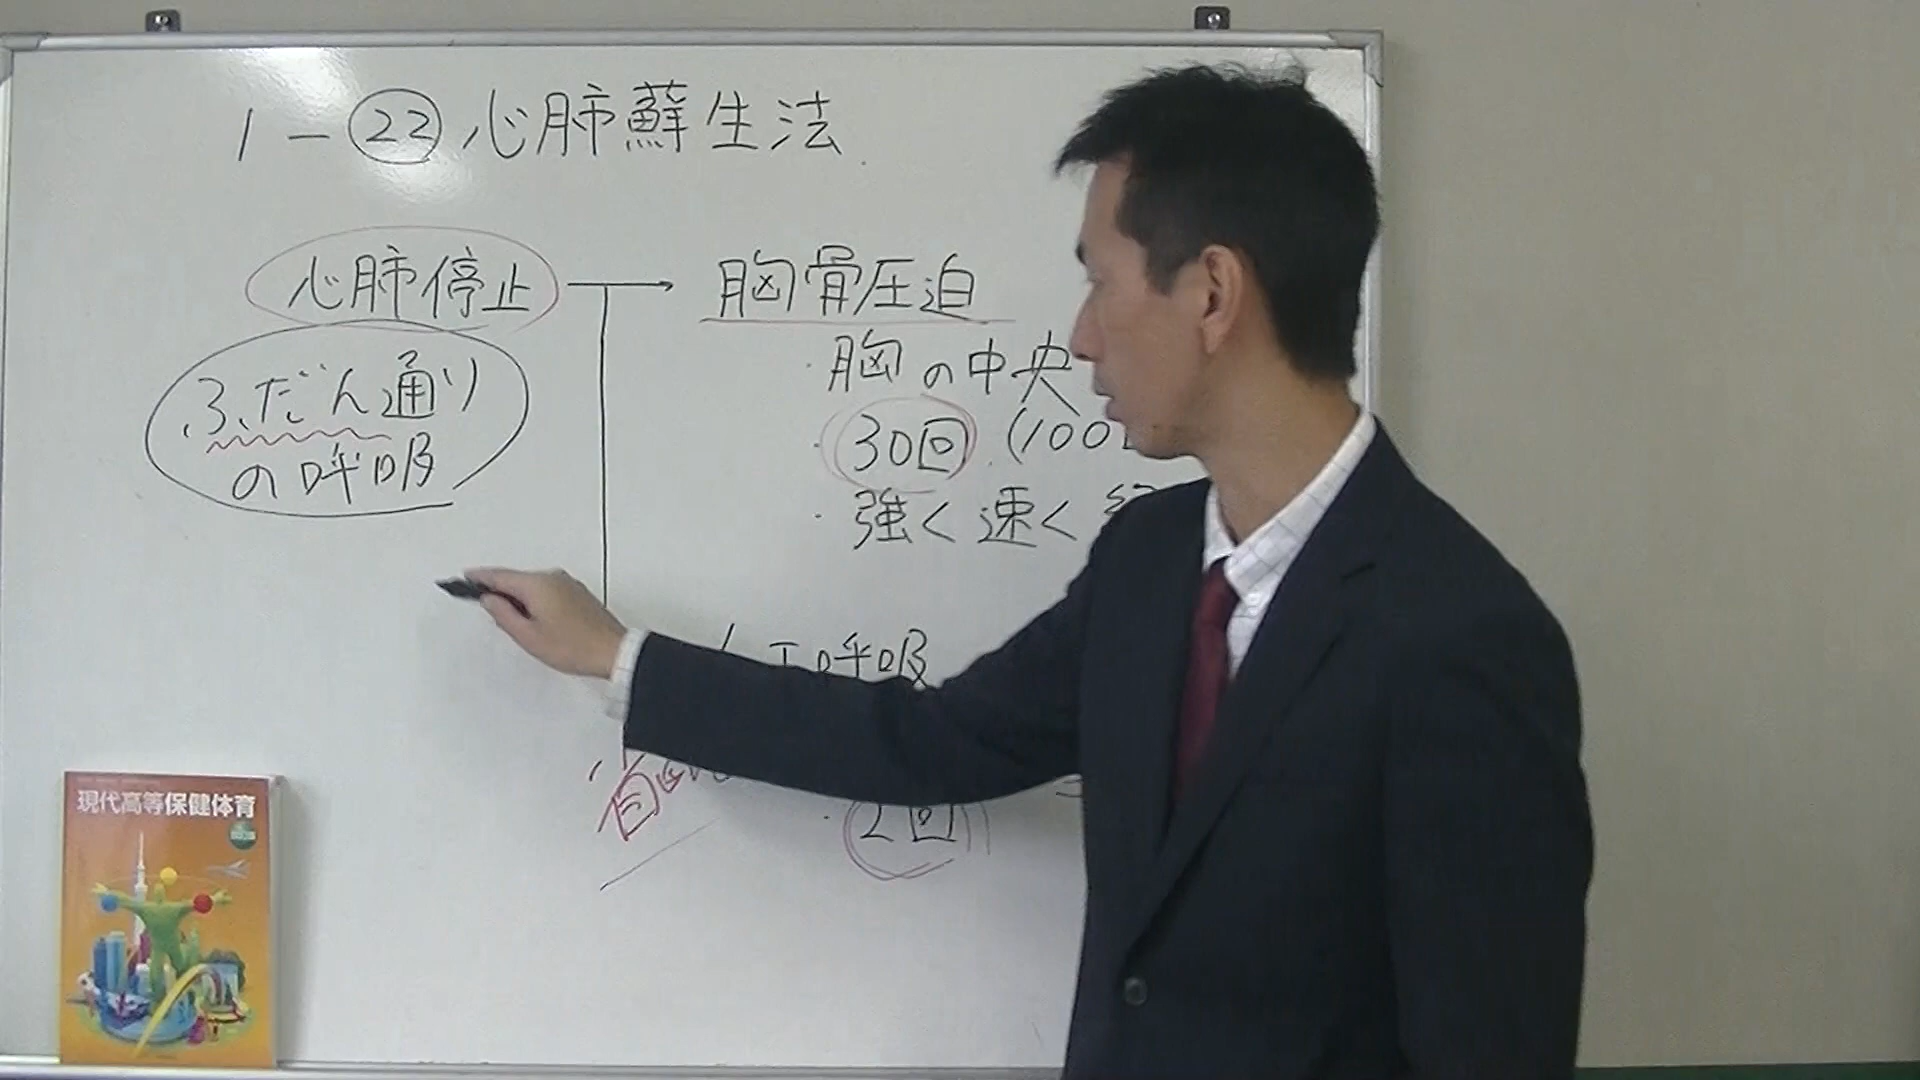 1-㉒ 心肺蘇生法
心肺停止
ふだん通り
の呼吸
胸骨圧迫
・胸の中央
・30回 (100
・強く速く
人工呼吸
・2回
現代高等保健体育